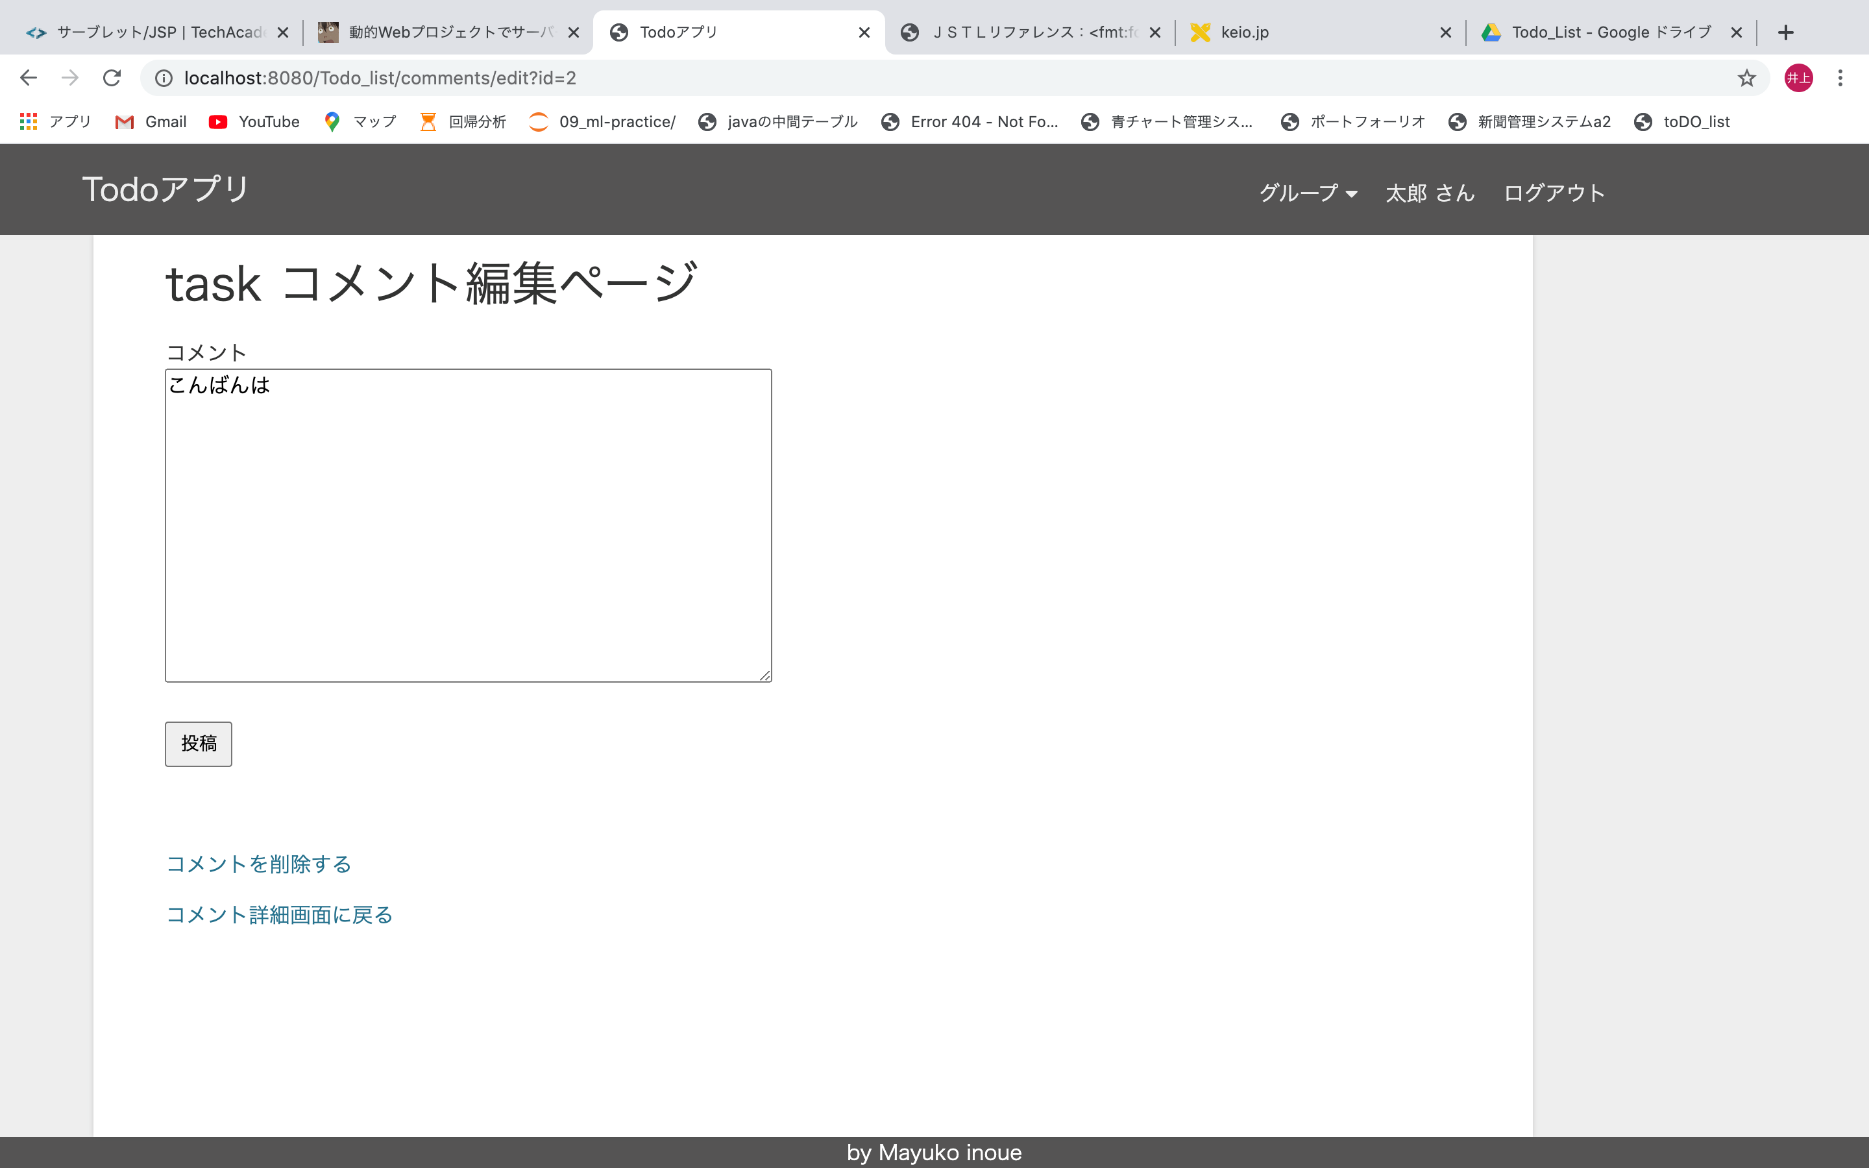 サーブレット/JSP | TechAcad
動的Webプロジェクトでサーバ
Todoアプリ
ＪＳＴＬリファレンス：<fmt:fo
keio.jp
Todo_List - Google ドライブ
localhost:8080/Todo_list/comments/edit?id=2
井上
アプリ
Gmail
YouTube
マップ
回帰分析
09_ml-practice/
javaの中間テーブル
Error 404 - Not Fo...
青チャート管理シス...
ポートフォーリオ
新聞管理システムa2
toDO_list
Todoアプリ
グループ
太郎 さん
ログアウト
task コメント編集ページ
コメント
こんばんは
投稿
コメントを削除する
コメント詳細画面に戻る
by Mayuko inoue